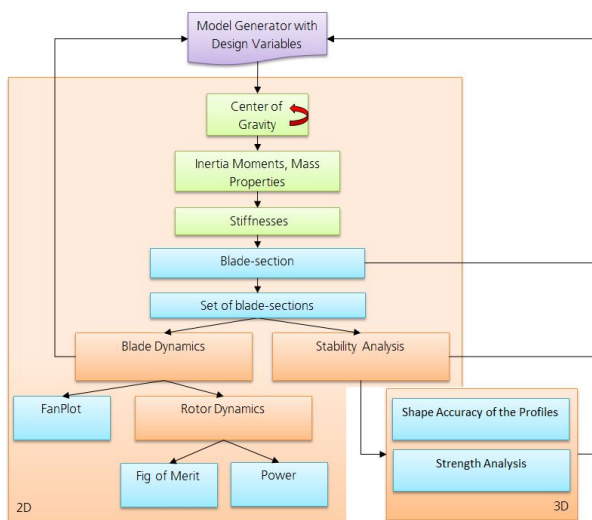 Model Generator with
Design Variables
Center of
Gravity
Inertia Moments, Mass
Properties
Stiffnesses
Blade-section
Set of blade-sections
Blade Dynamics
Stability Analysis
FanPlot
Rotor Dynamics
Shape Accuracy of the Profiles
Strength Analysis
Fig of Merit
Power
2D
3D